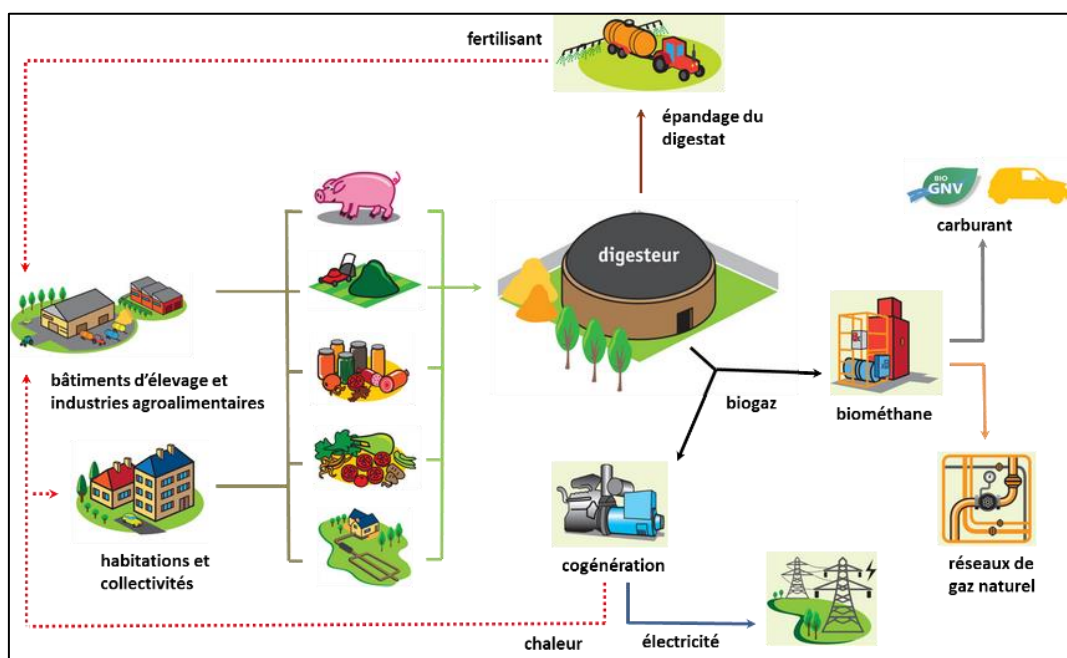 fertilisant
épandage du
digestat
BIO
GNV
carburant
digesteur
bâtiments d'élevage et
industries agroalimentaires
biogaz
biométhane
habitations et
collectivités
cogénération
réseaux de
gaz naturel
chaleur
électricité